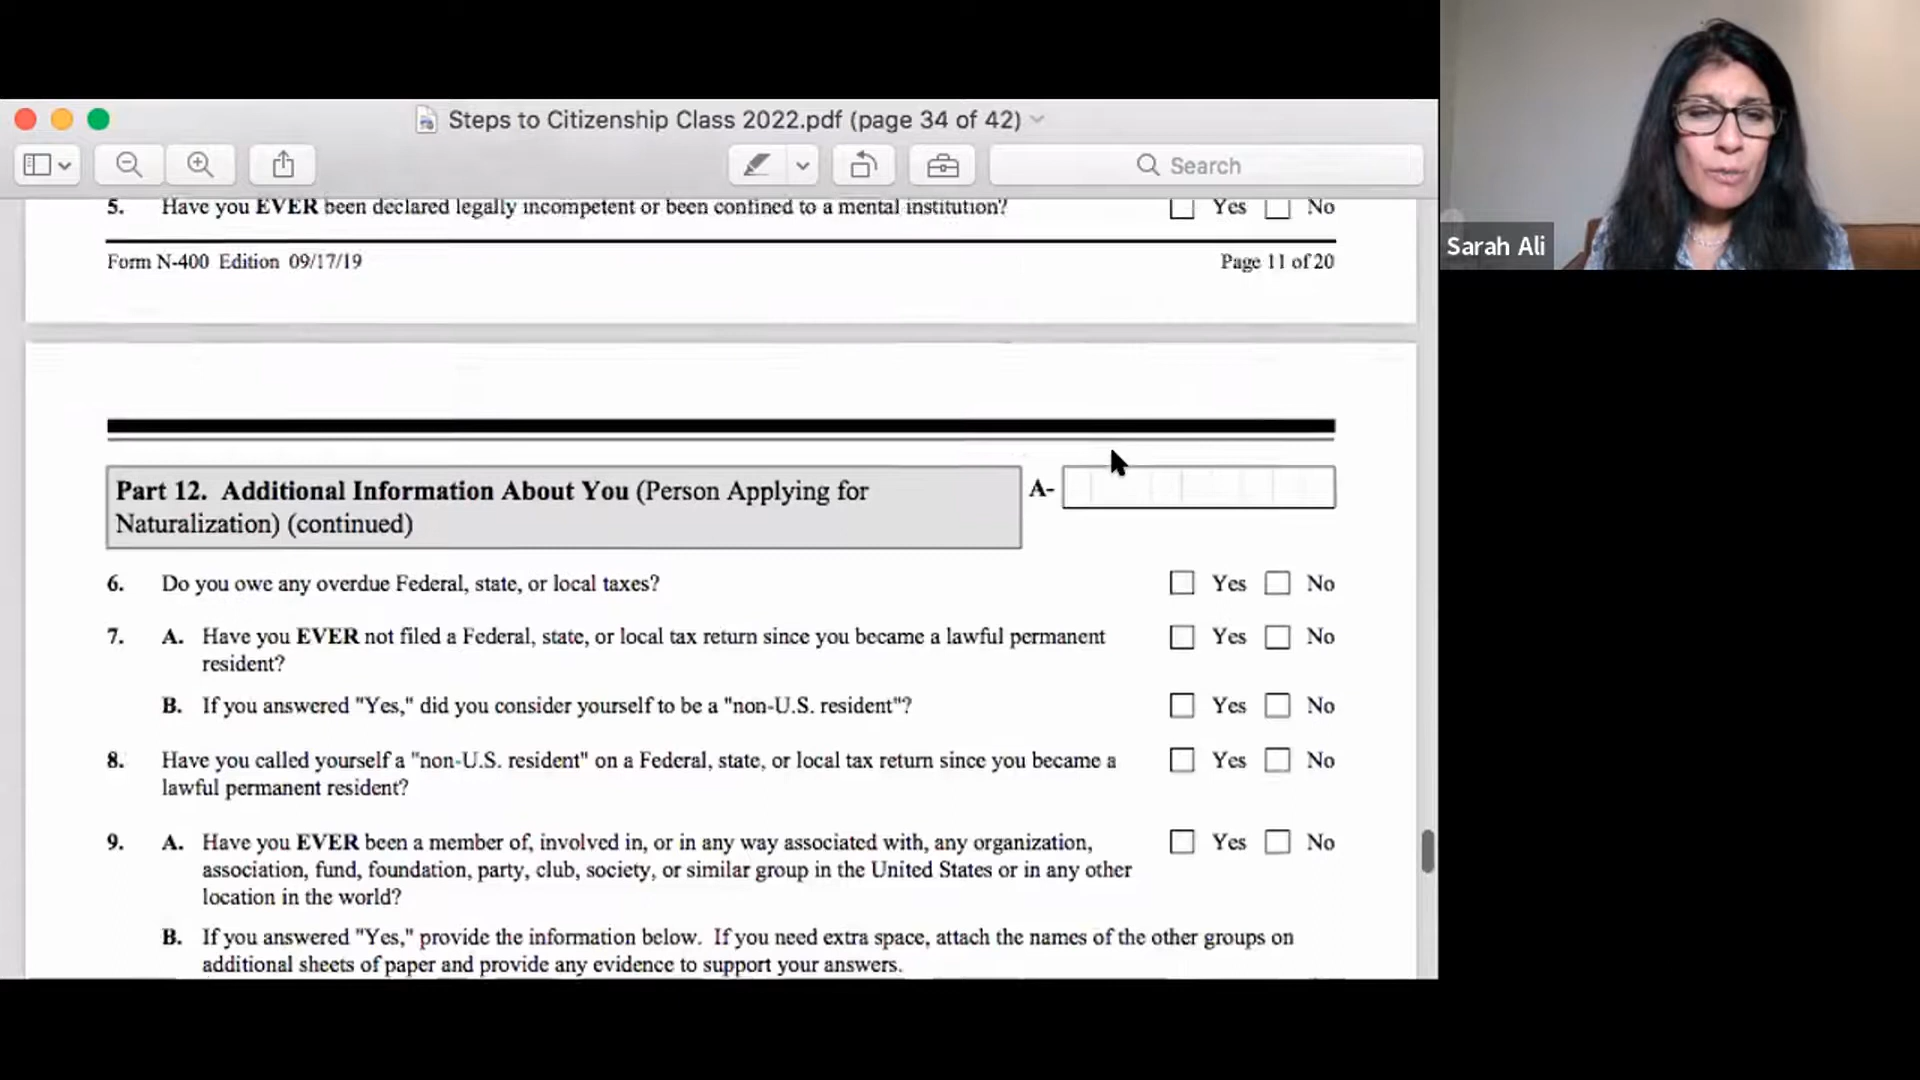 Steps to Citizenship Class 2022.pdf (page 34 of 42)
Search
5. Have you EVER been declared legally incompetent or been confined to a mental institution? Yes No
Form N-400 Edition 09/17/19 Page 11 of 20
Part 12. Additional Information About You (Person Applying for
Naturalization) (continued)
A-
6. Do you owe any overdue Federal, state, or local taxes? Yes No
7. A. Have you EVER not filed a Federal, state, or local tax return since you became a lawful permanent Yes No
resident?
B. If you answered "Yes," did you consider yourself to be a "non-U.S. resident"? Yes No
8. Have you called yourself a "non-U.S. resident" on a Federal, state, or local tax return since you became a Yes No
lawful permanent resident?
9. A. Have you EVER been a member of, involved in, or in any way associated with, any organization, Yes No
association, fund, foundation, party, club, society, or similar group in the United States or in any other
location in the world?
B. If you answered "Yes," provide the information below. If you need extra space, attach the names of the other groups on
additional sheets of paper and provide any evidence to support your answers.
Sarah Ali